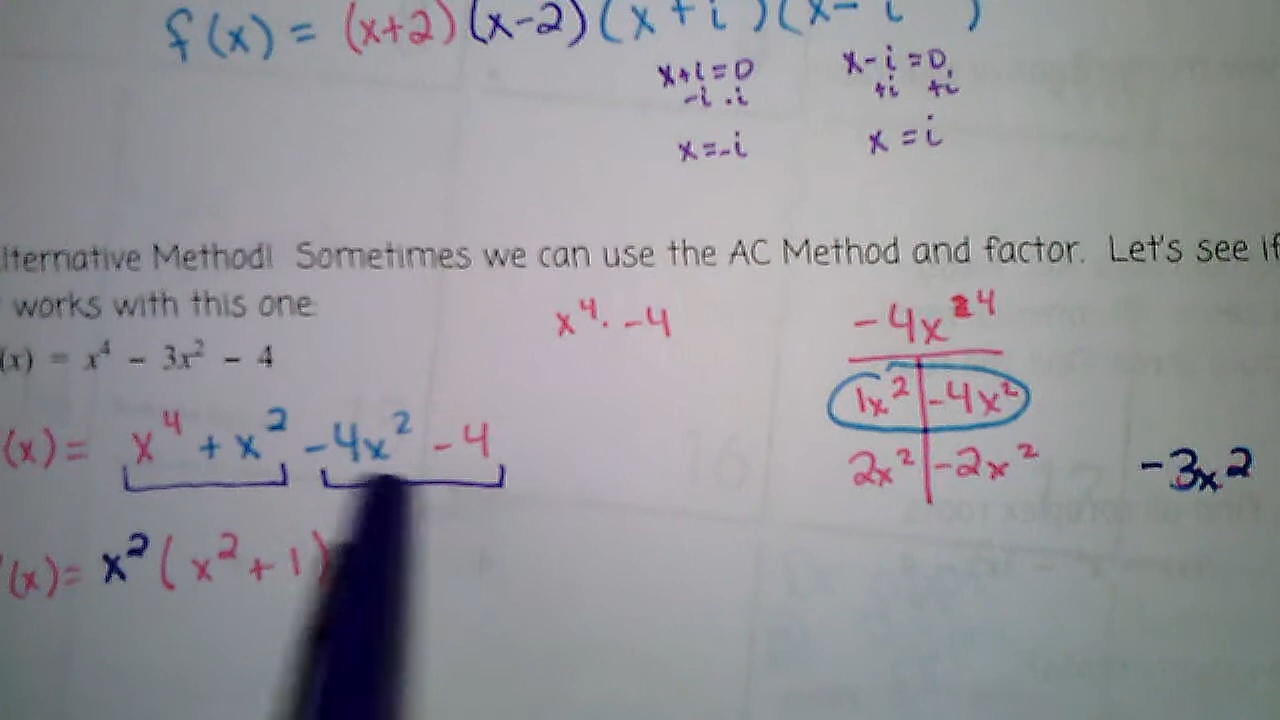 f(x) = (x+2)(x-2)(x+i)(x-i)
x+i=0 x-i=0
-i -i +i +i
x=-i x=i
lternative Method! Sometimes we can use the AC Method and factor. Let's see if
works with this one
(x) = x⁴ - 3x² - 4
x⁴ · -4
-4x⁴
1x² | -4x²
2x² | -2x²
-3x²
(x)= x⁴ + x² -4x² -4
(x)= x²(x²+1)